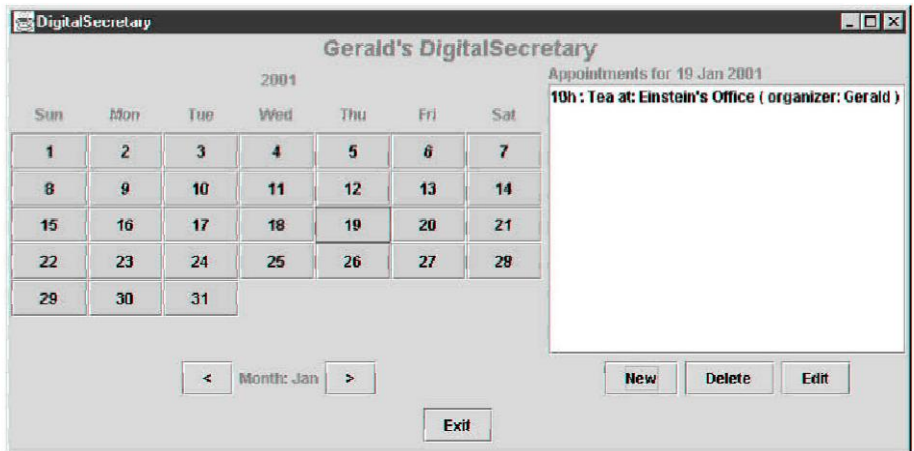 DigitalSecretary
Gerald's DigitalSecretary
2001
Sun Mon Tue Wed Thu Fri Sat
1 2 3 4 5 6 7
8 9 10 11 12 13 14
15 16 17 18 19 20 21
22 23 24 25 26 27 28
29 30 31
< Month: Jan >
Appointments for 19 Jan 2001
10h : Tea at: Einstein's Office ( organizer: Gerald )
New Delete Edit
Exit